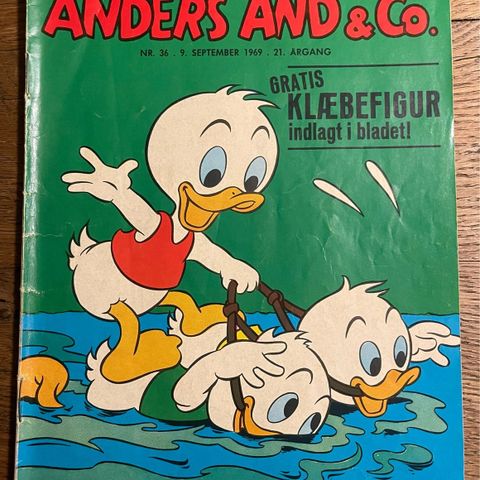 ANDERS AND & Co.
NR. 36 . 9. SEPTEMBER 1969 . 21. ÅRGANG
GRATIS
KLÆBEFIGUR
indlagt i bladet!